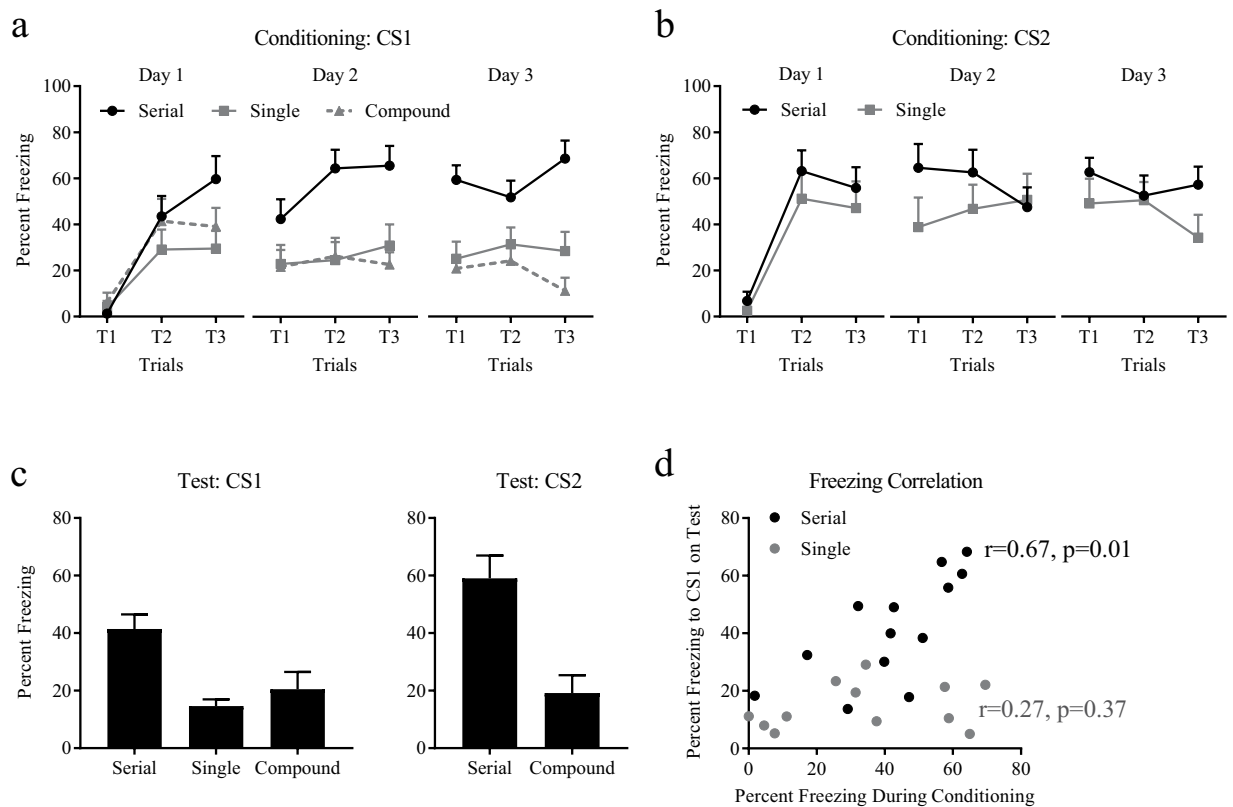 a
Conditioning: CS1
Day 1 Day 2 Day 3
100
80
60
40
20
0
Percent Freezing
Serial Single Compound
T1 T2 T3 T1 T2 T3 T1 T2 T3
Trials Trials Trials
b
Conditioning: CS2
Day 1 Day 2 Day 3
100
80
60
40
20
0
Percent Freezing
Serial Single
T1 T2 T3 T1 T2 T3 T1 T2 T3
Trials Trials Trials
c
Test: CS1
80
60
40
20
0
Percent Freezing
Serial Single Compound
Test: CS2
80
60
40
20
0
Serial Compound
d
Freezing Correlation
Percent Freezing to CS1 on Test
80
60
40
20
0
Serial
Single
r=0.67, p=0.01
r=0.27, p=0.37
0 20 40 60 80
Percent Freezing During Conditioning